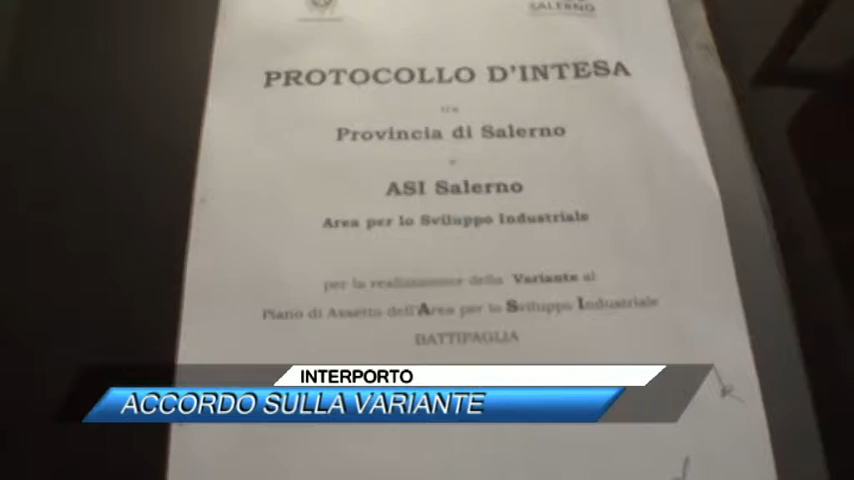 SALERNO
PROTOCOLLO D'INTESA
tra
Provincia di Salerno
e
ASI Salerno
Area per lo Sviluppo Industriale
per la realizzazione della Variante al
Piano di Assetto dell'Area per lo Sviluppo Industriale
BATTIPAGLIA
INTERPORTO
ACCORDO SULLA VARIANTE